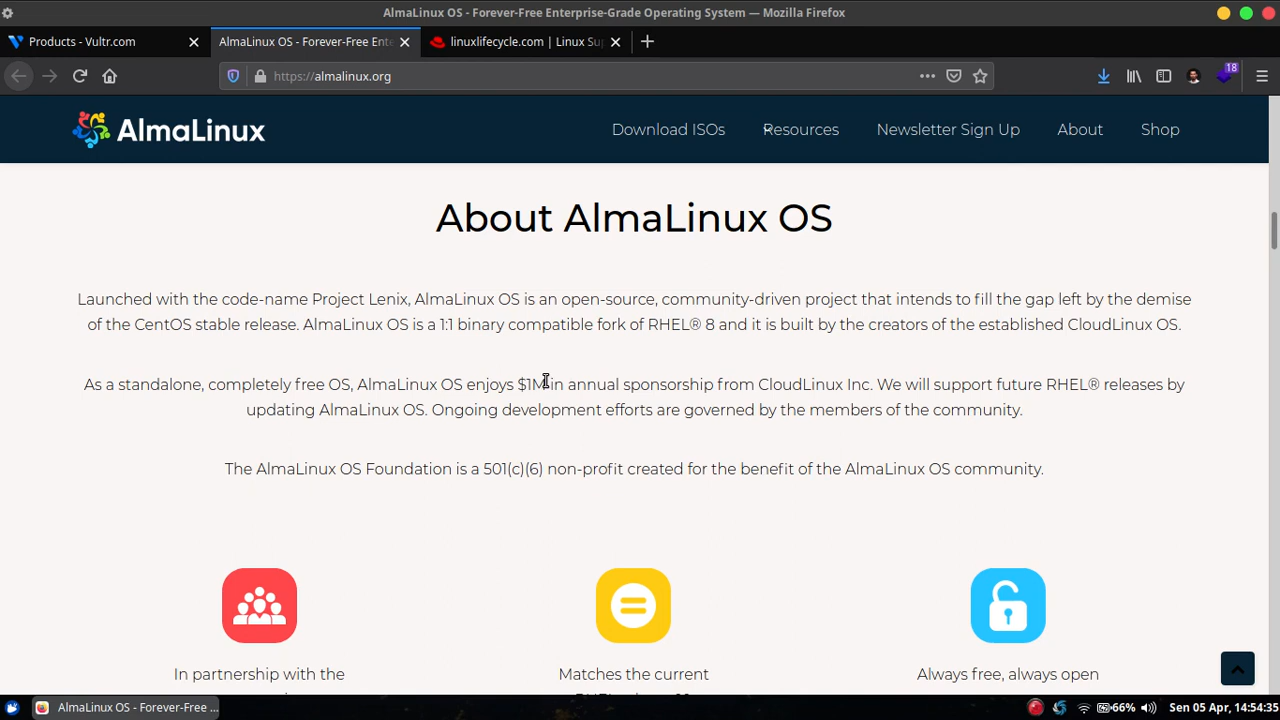 AlmaLinux OS - Forever-Free Enterprise-Grade Operating System — Mozilla Firefox
Products - Vultr.com
AlmaLinux OS - Forever-Free Ente
linuxlifecycle.com | Linux Su
https://almalinux.org
18
AlmaLinux
Download ISOs
Resources
Newsletter Sign Up
About
Shop
About AlmaLinux OS
Launched with the code-name Project Lenix, AlmaLinux OS is an open-source, community-driven project that intends to fill the gap left by the demise
of the CentOS stable release. AlmaLinux OS is a 1:1 binary compatible fork of RHEL® 8 and it is built by the creators of the established CloudLinux OS.
As a standalone, completely free OS, AlmaLinux OS enjoys $1M in annual sponsorship from CloudLinux Inc. We will support future RHEL® releases by
updating AlmaLinux OS. Ongoing development efforts are governed by the members of the community.
The AlmaLinux OS Foundation is a 501(c)(6) non-profit created for the benefit of the AlmaLinux OS community.
In partnership with the
Matches the current
Always free, always open
AlmaLinux OS - Forever-Free ...
66%
Sen 05 Apr, 14:54:35